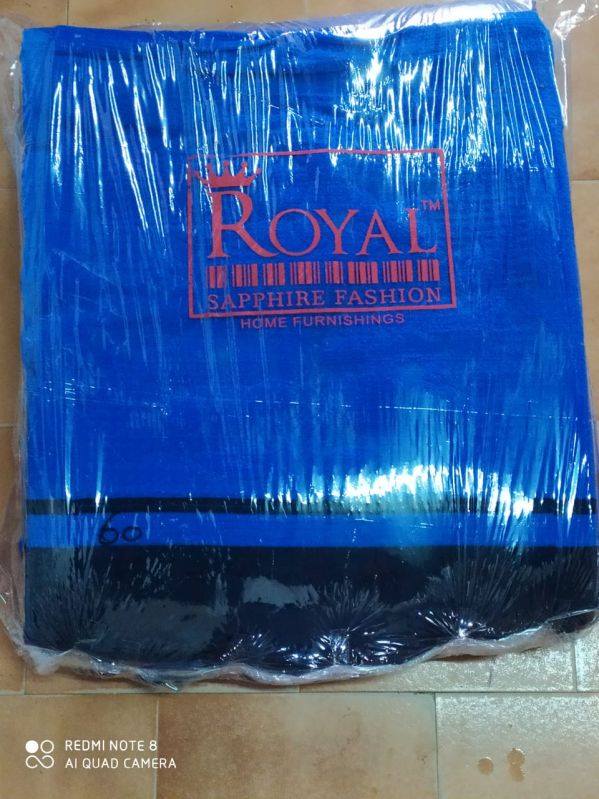 ROYAL™
SAPPHIRE FASHION
HOME FURNISHINGS
60
REDMI NOTE 8
AI QUAD CAMERA